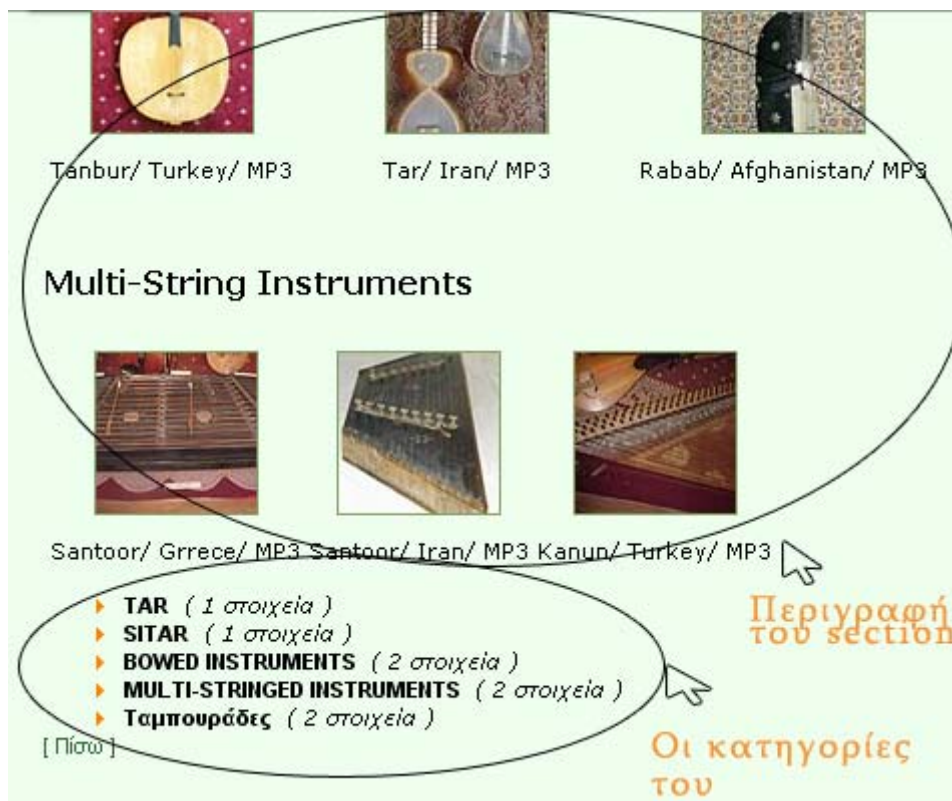 Tanbur/ Turkey/ MP3 Tar/ Iran/ MP3 Rabab/ Afghanistan/ MP3
Multi-String Instruments
Santoor/ Grrece/ MP3 Santoor/ Iran/ MP3 Kanun/ Turkey/ MP3
Περιγραφή
του section
TAR ( 1 στοιχεία )
SITAR ( 1 στοιχεία )
BOWED INSTRUMENTS ( 2 στοιχεία )
MULTI-STRINGED INSTRUMENTS ( 2 στοιχεία )
Ταμπουράδες ( 2 στοιχεία )
[ Πίσω ]
Οι κατηγορίες
του